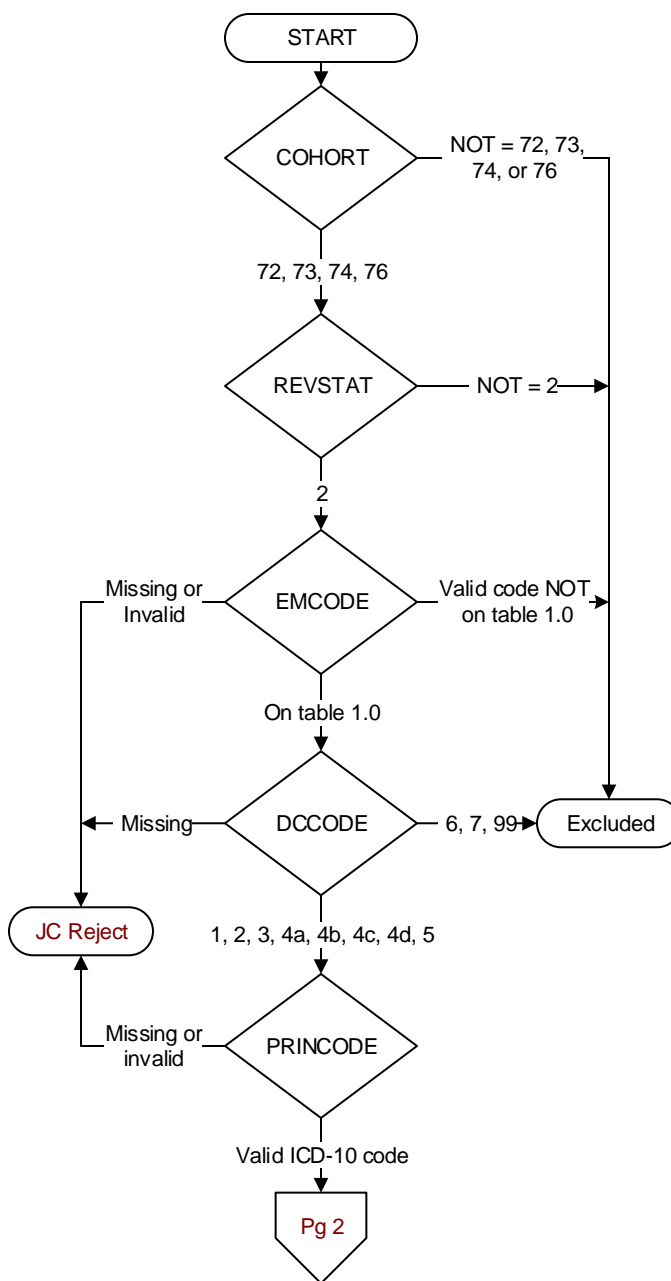 START
COHORT
NOT = 72, 73,
74, or 76
72, 73, 74, 76
REVSTAT
NOT = 2
2
Missing or
Invalid
EMCODE
Valid code NOT
on table 1.0
On table 1.0
Missing
DCCODE
6, 7, 99
Excluded
JC Reject
1, 2, 3, 4a, 4b, 4c, 4d, 5
Missing or
invalid
PRINCODE
Valid ICD-10 code
Pg 2